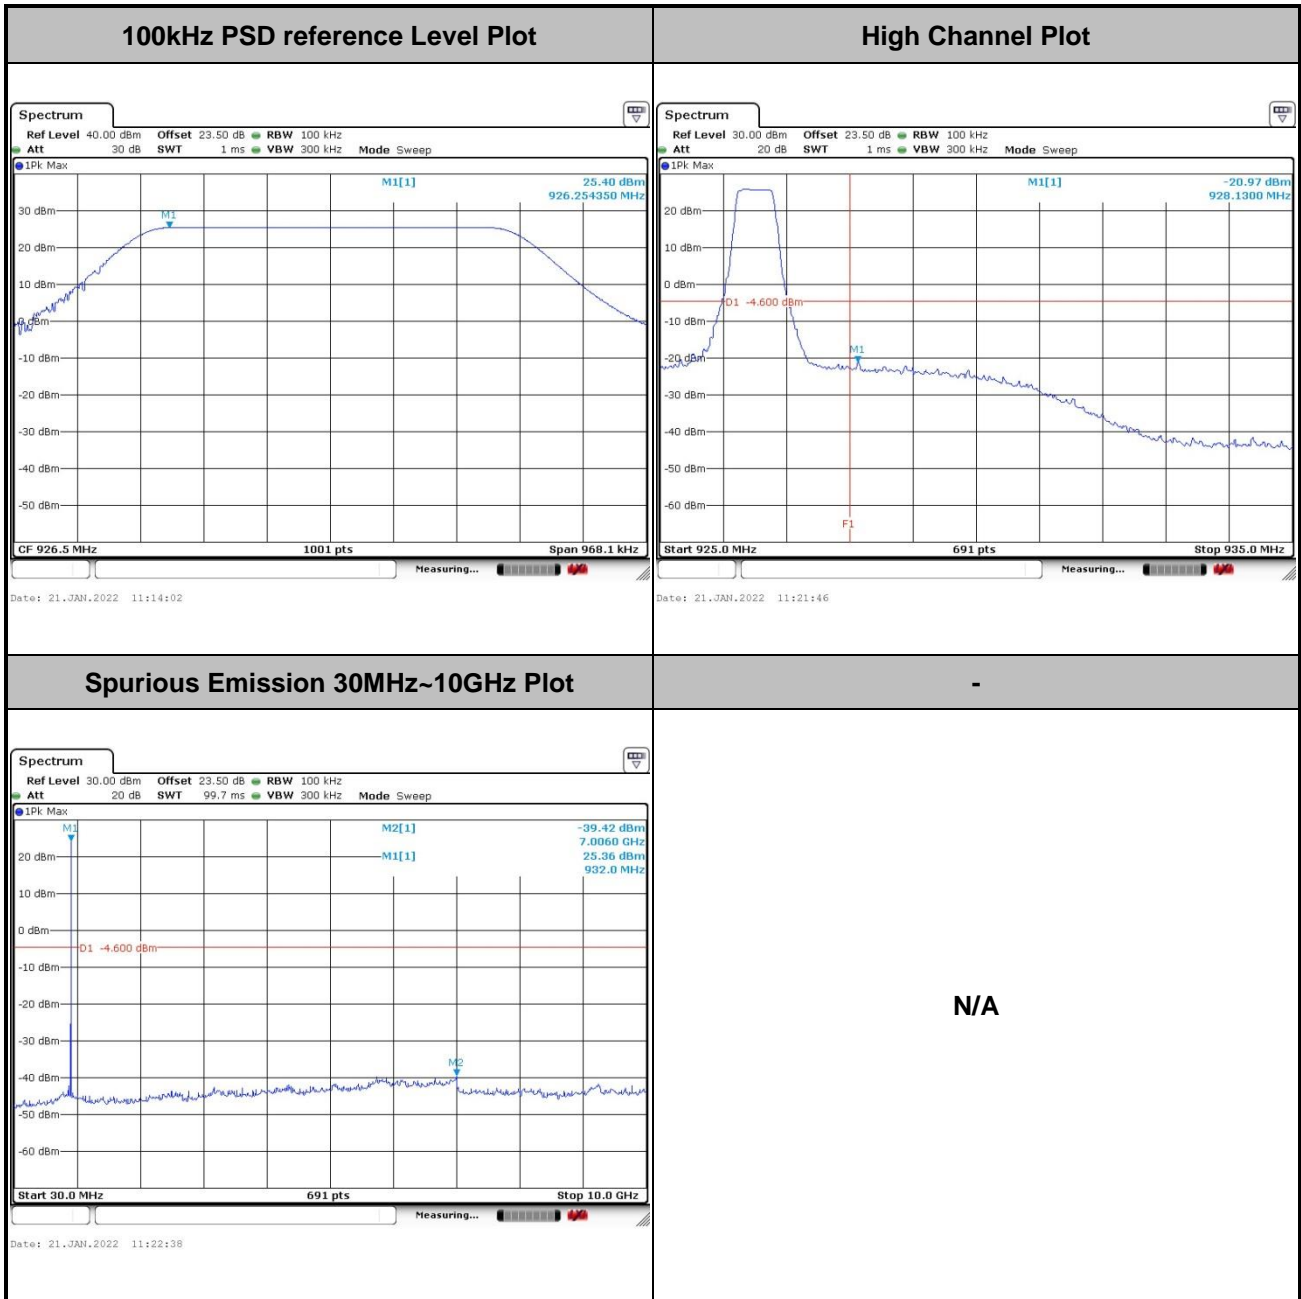 100kHz PSD reference Level Plot
High Channel Plot
Spectrum
Ref Level 40.00 dBm Offset 23.50 dB RBW 100 kHz
Att 30 dB SWT 1 ms VBW 300 kHz Mode Sweep
1Pk Max
M1[1] 25.40 dBm
926.254350 MHz
30 dBm
M1
20 dBm
10 dBm
0 dBm
-10 dBm
-20 dBm
-30 dBm
-40 dBm
-50 dBm
CF 926.5 MHz 1001 pts Span 968.1 kHz
Measuring...
Date: 21.JAN.2022 11:14:02
Spectrum
Ref Level 30.00 dBm Offset 23.50 dB RBW 100 kHz
Att 20 dB SWT 1 ms VBW 300 kHz Mode Sweep
1Pk Max
M1[1] -20.97 dBm
928.1300 MHz
20 dBm
10 dBm
0 dBm
D1 -4.600 dBm
-10 dBm
M1
-20 dBm
-30 dBm
-40 dBm
-50 dBm
-60 dBm
F1
Start 925.0 MHz 691 pts Stop 935.0 MHz
Measuring...
Date: 21.JAN.2022 11:21:46
Spurious Emission 30MHz~10GHz Plot
-
Spectrum
Ref Level 30.00 dBm Offset 23.50 dB RBW 100 kHz
Att 20 dB SWT 99.7 ms VBW 300 kHz Mode Sweep
1Pk Max
M1
M2[1] -39.42 dBm
7.0060 GHz
M1[1] 25.36 dBm
932.0 MHz
20 dBm
10 dBm
0 dBm
D1 -4.600 dBm
-10 dBm
-20 dBm
-30 dBm
M2
-40 dBm
-50 dBm
-60 dBm
Start 30.0 MHz 691 pts Stop 10.0 GHz
Measuring...
Date: 21.JAN.2022 11:22:38
N/A